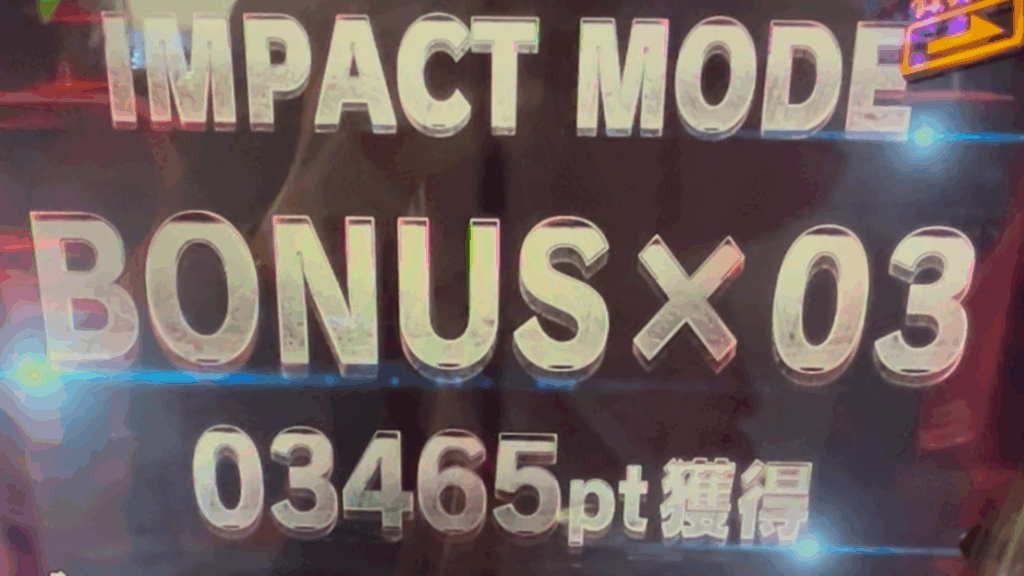 IMPACT MODE
BONUS×03
03465pt獲得